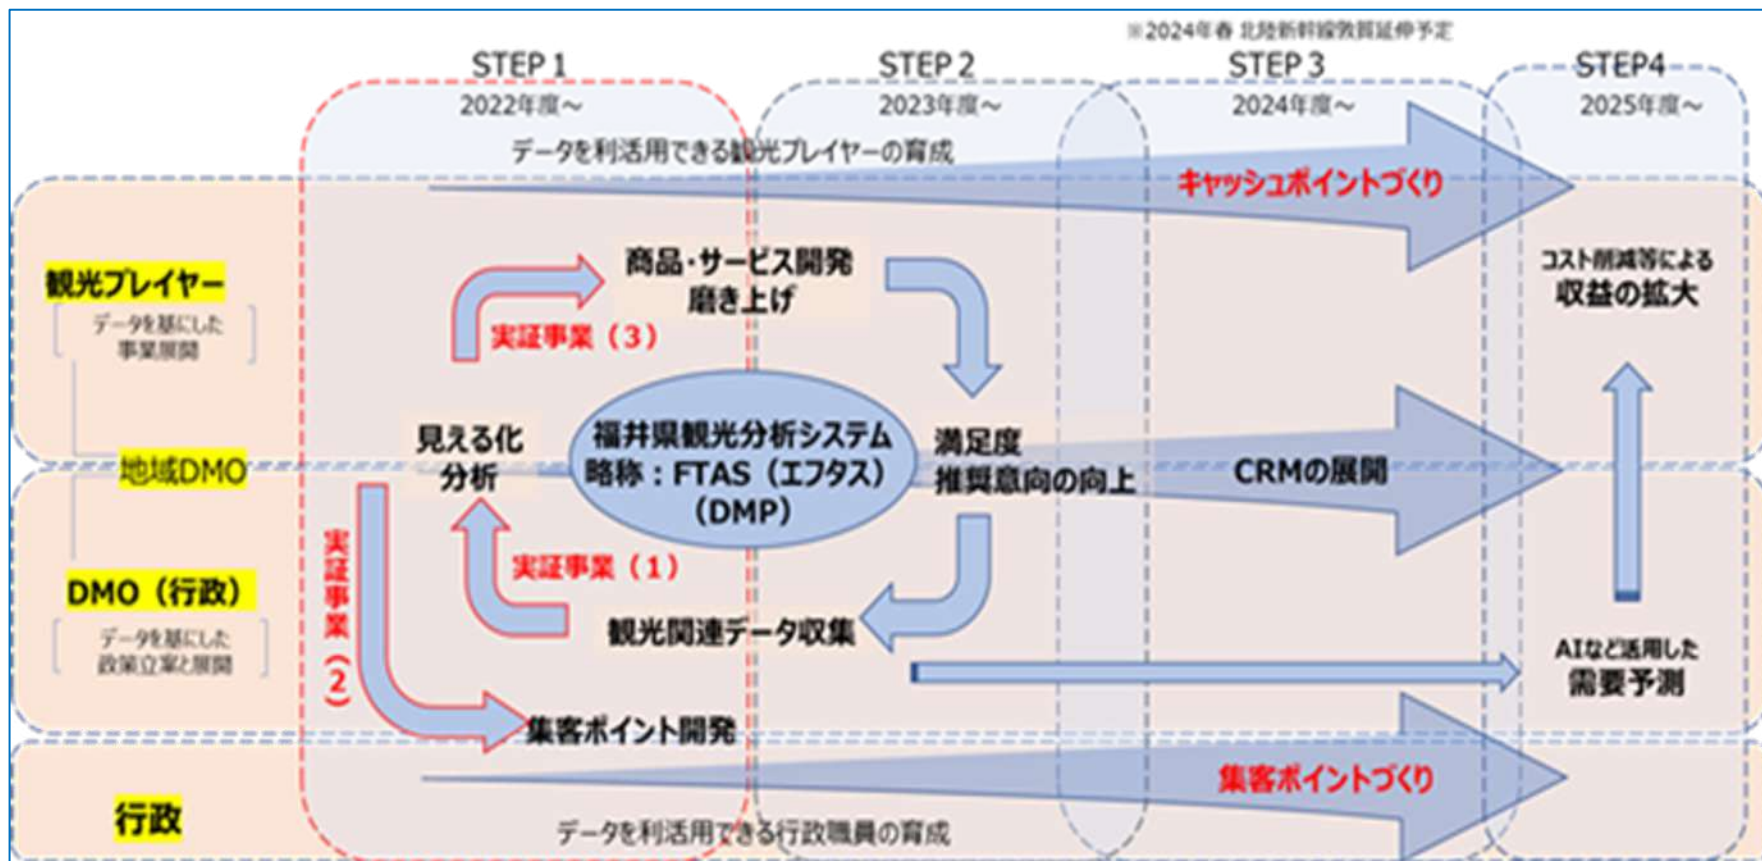 ※2024年春 北陸新幹線敦賀延伸予定
STEP 1
STEP 2
STEP 3
STEP4
2022年度～
2023年度～
2024年度～
2025年度～
データを利活用できる観光プレイヤーの育成
キャッシュポイントづくり
観光プレイヤー
データを基にした
事業展開
商品・サービス開発
磨き上げ
実証事業（3）
コスト削減等による
収益の拡大
地域DMO
見える化
分析
福井県観光分析システム
略称：FTAS（エフタス）
（DMP）
満足度
推奨意向の向上
CRMの展開
DMO（行政）
データを基にした
政策立案と展開
実証事業（2）
実証事業（1）
観光関連データ収集
AIなど活用した
需要予測
集客ポイント開発
集客ポイントづくり
行政
データを利活用できる行政職員の育成